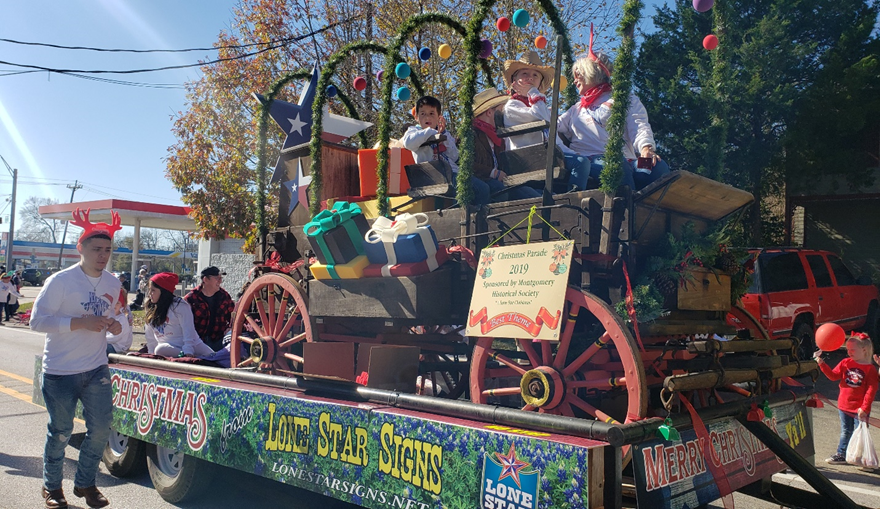 Christmas Parade
2019
Sponsored by Montgomery
Historical Society
Best Theme
CHRISTMAS from LONE STAR SIGNS
LONESTARSIGNS.NET
LONE
STAR
MERRY CHRISTMAS